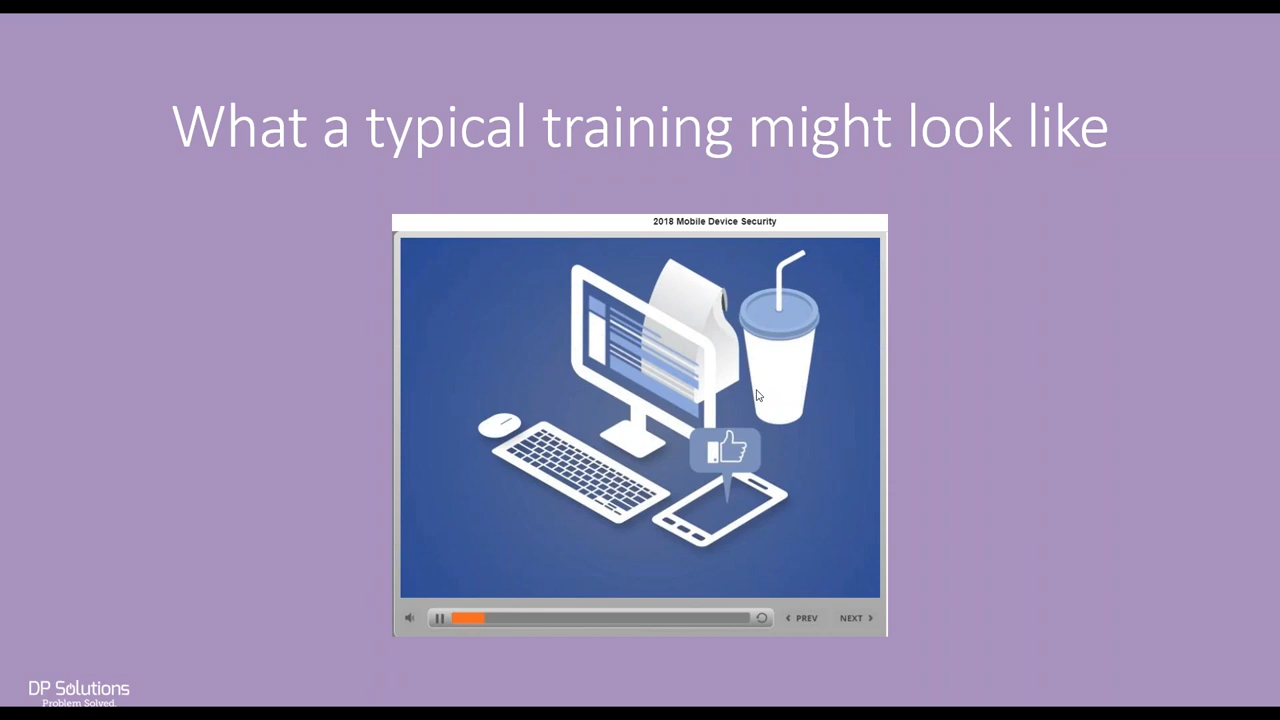 What a typical training might look like
2018 Mobile Device Security
PREV
NEXT
DP Solutions
Problem Solved.